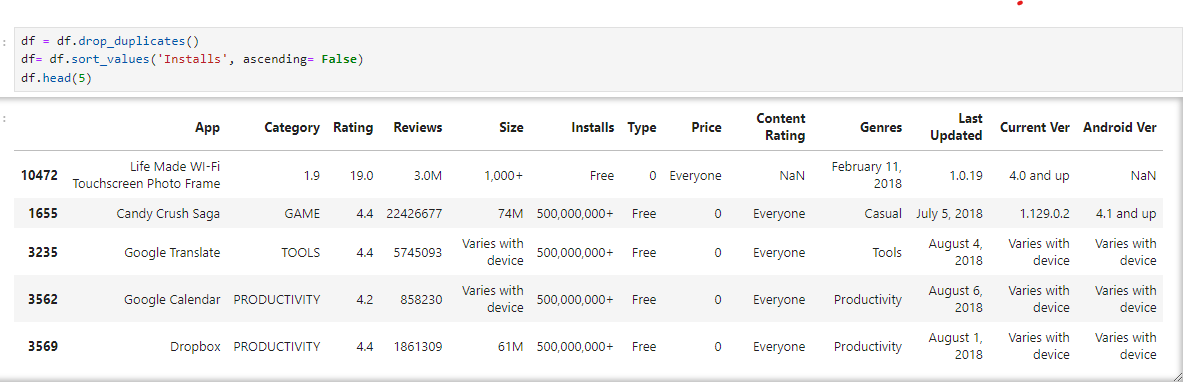 df = df.drop_duplicates()
df= df.sort_values('Installs', ascending= False)
df.head(5)
App Category Rating Reviews Size Installs Type Price Content Rating Genres Last Updated Current Ver Android Ver
10472 Life Made WI-Fi Touchscreen Photo Frame 1.9 19.0 3.0M 1,000+ Free 0 Everyone NaN February 11, 2018 1.0.19 4.0 and up NaN
1655 Candy Crush Saga GAME 4.4 22426677 74M 500,000,000+ Free 0 Everyone Casual July 5, 2018 1.129.0.2 4.1 and up
3235 Google Translate TOOLS 4.4 5745093 Varies with device 500,000,000+ Free 0 Everyone Tools August 4, 2018 Varies with device Varies with device
3562 Google Calendar PRODUCTIVITY 4.2 858230 Varies with device 500,000,000+ Free 0 Everyone Productivity August 6, 2018 Varies with device Varies with device
3569 Dropbox PRODUCTIVITY 4.4 1861309 61M 500,000,000+ Free 0 Everyone Productivity August 1, 2018 Varies with device Varies with device